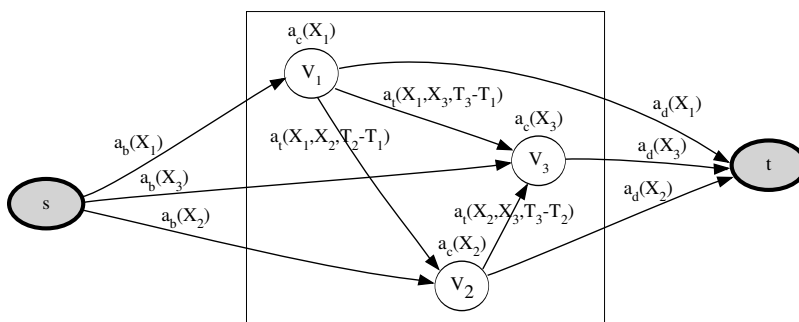 a_c(X_1)
V_1
a_d(X_1)
a_t(X_1,X_3,T_3-T_1)
a_c(X_3)
a_b(X_1)
a_t(X_1,X_2,T_2-T_1)
a_d(X_3)
V_3
t
a_b(X_3)
a_d(X_2)
s
a_b(X_2)
a_t(X_2,X_3,T_3-T_2)
a_c(X_2)
V_2